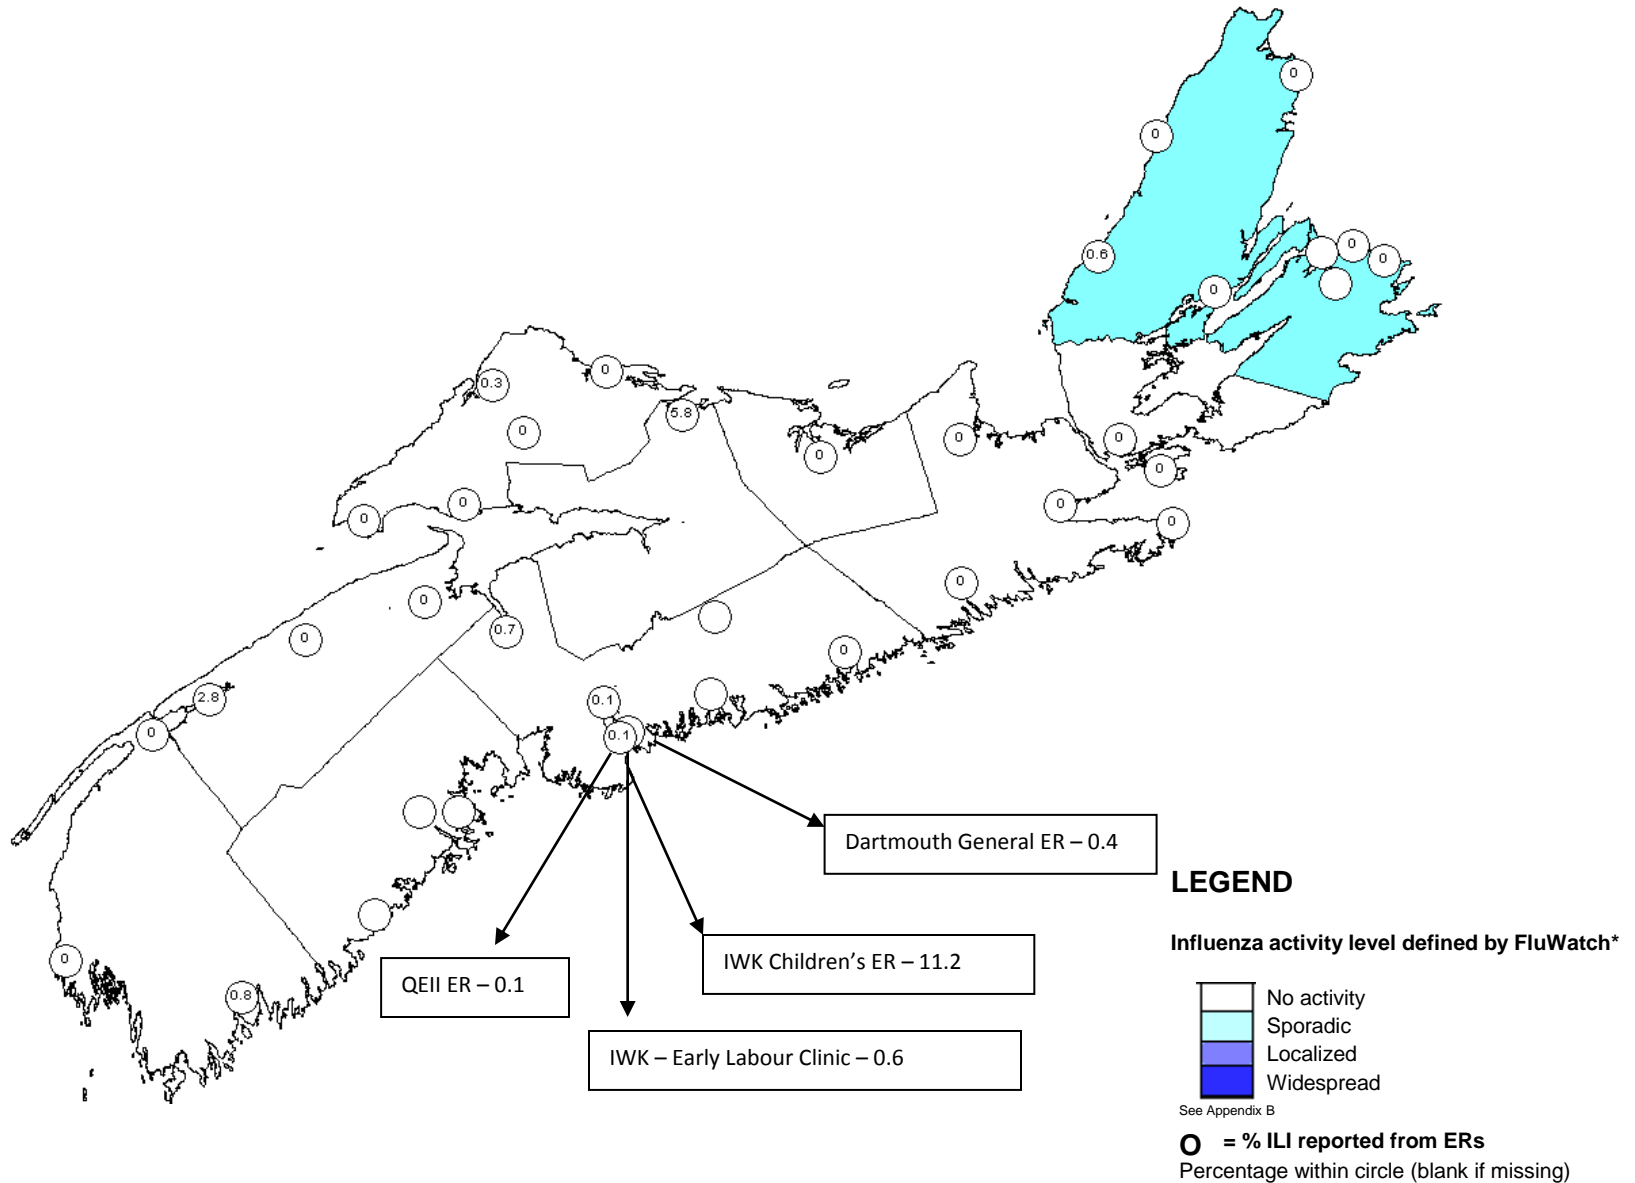 0
0
0.6
0
0
0
0
0.3
0
5.8
0
0
0
0
0
0
0
0
0
0
0
0
0.7
0
2.8
0
0.1
0.1
0
0.8
Dartmouth General ER – 0.4
IWK Children's ER – 11.2
QEII ER – 0.1
IWK – Early Labour Clinic – 0.6
LEGEND
Influenza activity level defined by FluWatch*
No activity
Sporadic
Localized
Widespread
See Appendix B
O = % ILI reported from ERs
Percentage within circle (blank if missing)